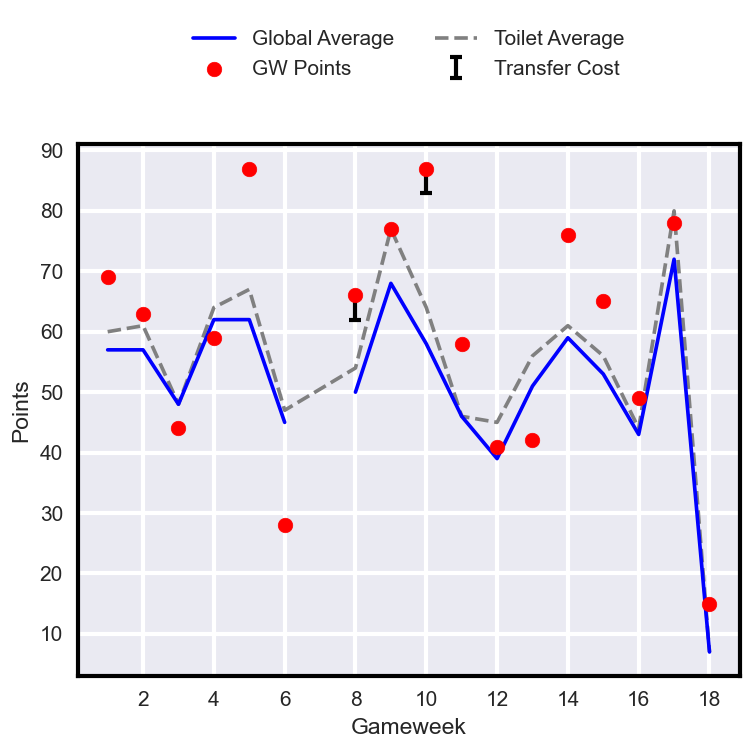 Global Average
Toilet Average
GW Points
Transfer Cost
90
80
70
60
50
40
30
20
10
Points
2 4 6 8 10 12 14 16 18
Gameweek